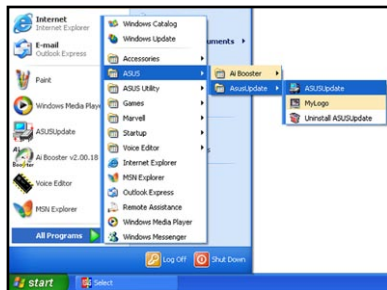 Internet
Internet Explorer
E-mail
Outlook Express
Paint
Windows Media Play
ASUSUpdate
Ai Booster v2.00.18
Voice Editor
MSN Explorer
All Programs
uments
s
Windows Catalog
Windows Update
Accessories
ASUS
ASUS Utility
Games
Marvell
Startup
Voice Editor
Internet Explorer
MSN Explorer
Outlook Express
Remote Assistance
Windows Media Player
Windows Messenger
Ai Booster
AsusUpdate
ASUSUpdate
MyLogo
Uninstall ASUSUpdate
Log Off
Shut Down
start
Select